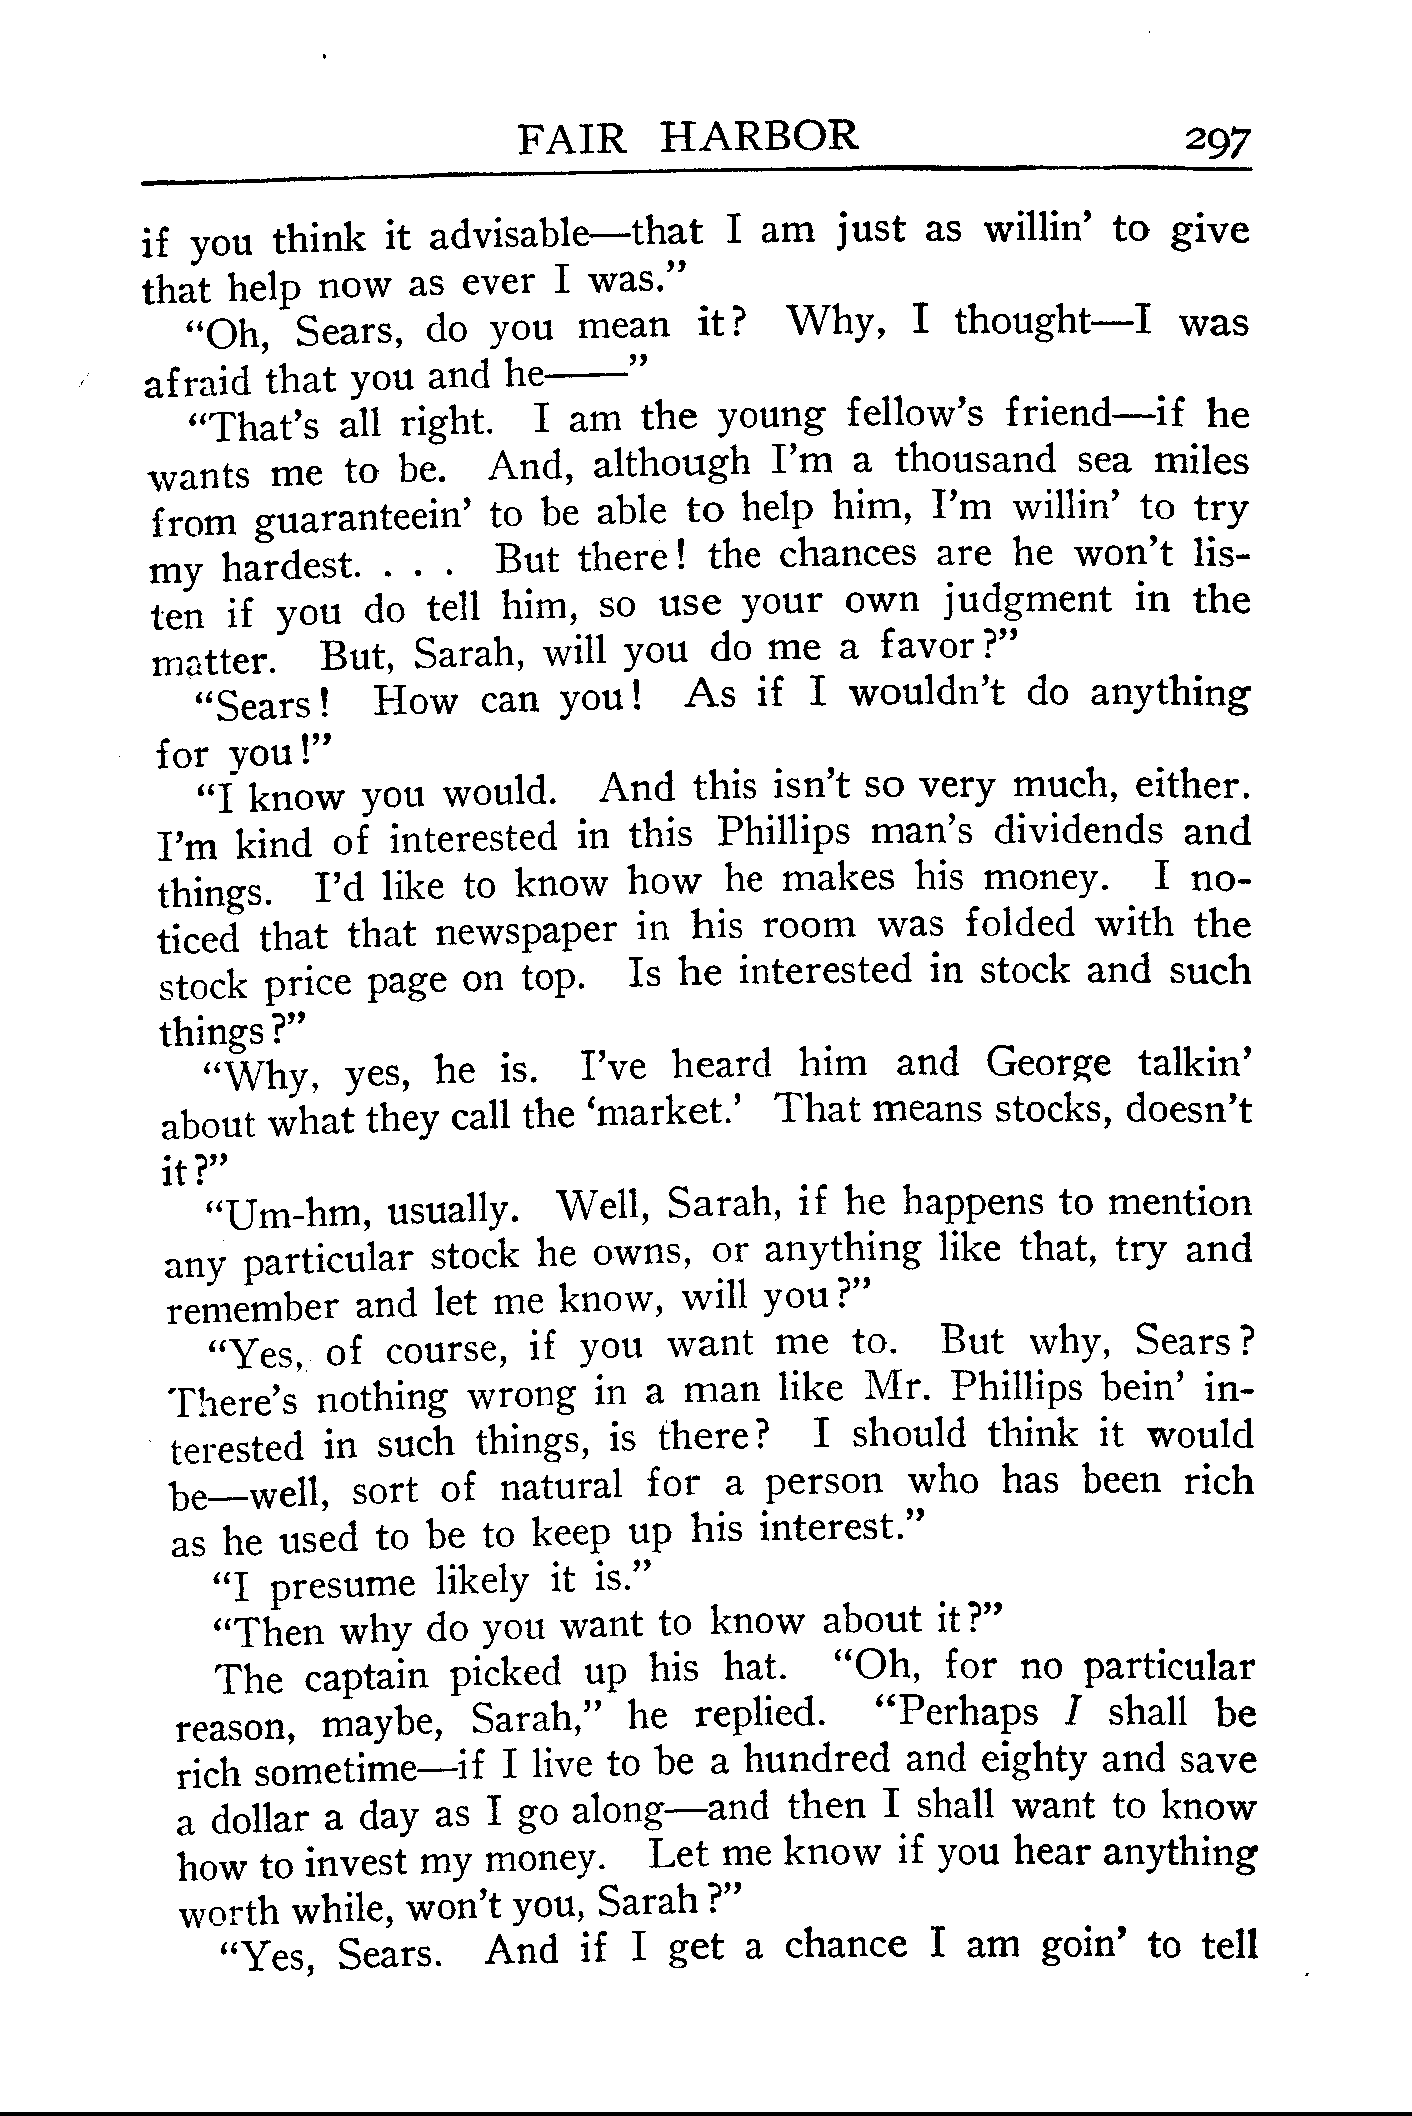 FAIR HARBOR 297
if you think it advisable—that I am just as willin’ to give
that help now as ever I was.”
“Oh, Sears, do you mean it? Why, I thought—I was
afraid that you and he——”
“That’s all right. I am the young fellow’s friend—if he
wants me to be. And, although I’m a thousand sea miles
from guaranteein’ to be able to help him, I’m willin’ to try
my hardest. . . . But there! the chances are he won’t lis-
ten if you do tell him, so use your own judgment in the
matter. But, Sarah, will you do me a favor?”
“Sears! How can you! As if I wouldn’t do anything
for you!”
“I know you would. And this isn’t so very much, either.
I’m kind of interested in this Phillips man’s dividends and
things. I’d like to know how he makes his money. I no-
ticed that that newspaper in his room was folded with the
stock price page on top. Is he interested in stock and such
things?”
“Why, yes, he is. I’ve heard him and George talkin’
about what they call the ‘market.’ That means stocks, doesn’t
it?”
“Um-hm, usually. Well, Sarah, if he happens to mention
any particular stock he owns, or anything like that, try and
remember and let me know, will you?”
“Yes, of course, if you want me to. But why, Sears?
There’s nothing wrong in a man like Mr. Phillips bein’ in-
terested in such things, is there? I should think it would
be—well, sort of natural for a person who has been rich
as he used to be to keep up his interest.”
“I presume likely it is.”
“Then why do you want to know about it?”
The captain picked up his hat. “Oh, for no particular
reason, maybe, Sarah,” he replied. “Perhaps I shall be
rich sometime—if I live to be a hundred and eighty and save
a dollar a day as I go along—and then I shall want to know
how to invest my money. Let me know if you hear anything
worth while, won’t you, Sarah?”
“Yes, Sears. And if I get a chance I am goin’ to tell